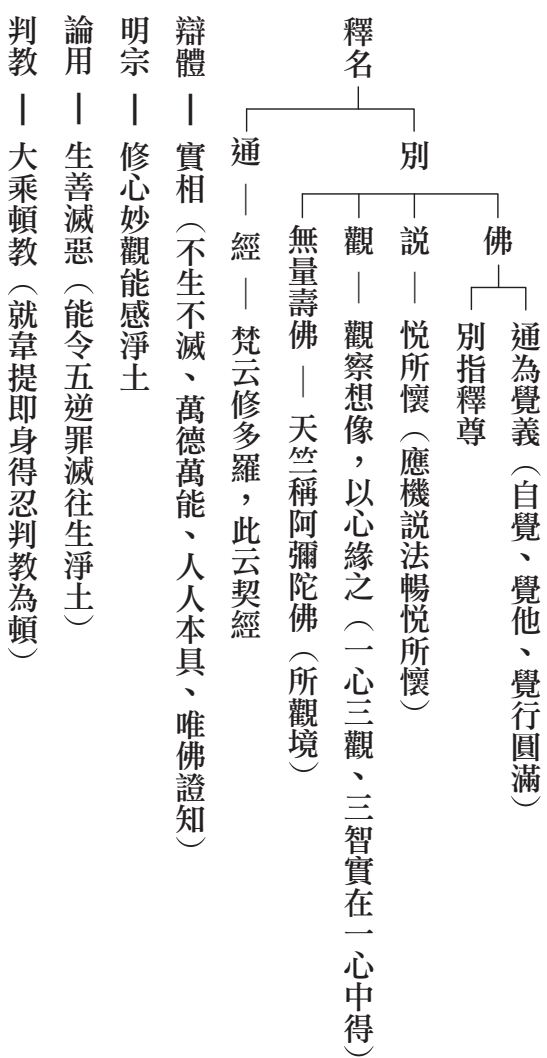 釋名
別
佛
通為覺義（自覺、覺他、覺行圓滿）
別指釋尊
説 — 悦所懷（應機説法暢悦所懷）
觀 — 觀察想像，以心緣之（一心三觀、三智實在一心中得）
無量壽佛 — 天竺稱阿彌陀佛（所觀境）
通 — 經 — 梵云修多羅，此云契經
辯體 — 實相（不生不滅、萬德萬能、人人本具、唯佛證知）
明宗 — 修心妙觀能感淨土
論用 — 生善滅惡（能令五逆罪滅往生淨土）
判教 — 大乘頓教（就韋提即身得忍判教為頓）